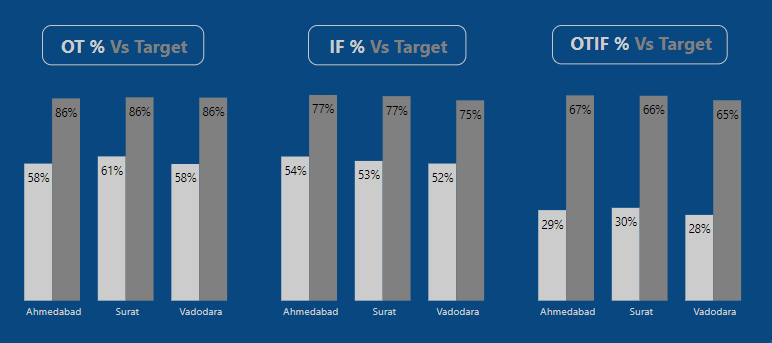 OT % Vs Target
86%
86%
86%
58%
61%
58%
Ahmedabad
Surat
Vadodara
IF % Vs Target
77%
77%
75%
54%
53%
52%
Ahmedabad
Surat
Vadodara
OTIF % Vs Target
67%
66%
65%
29%
30%
28%
Ahmedabad
Surat
Vadodara